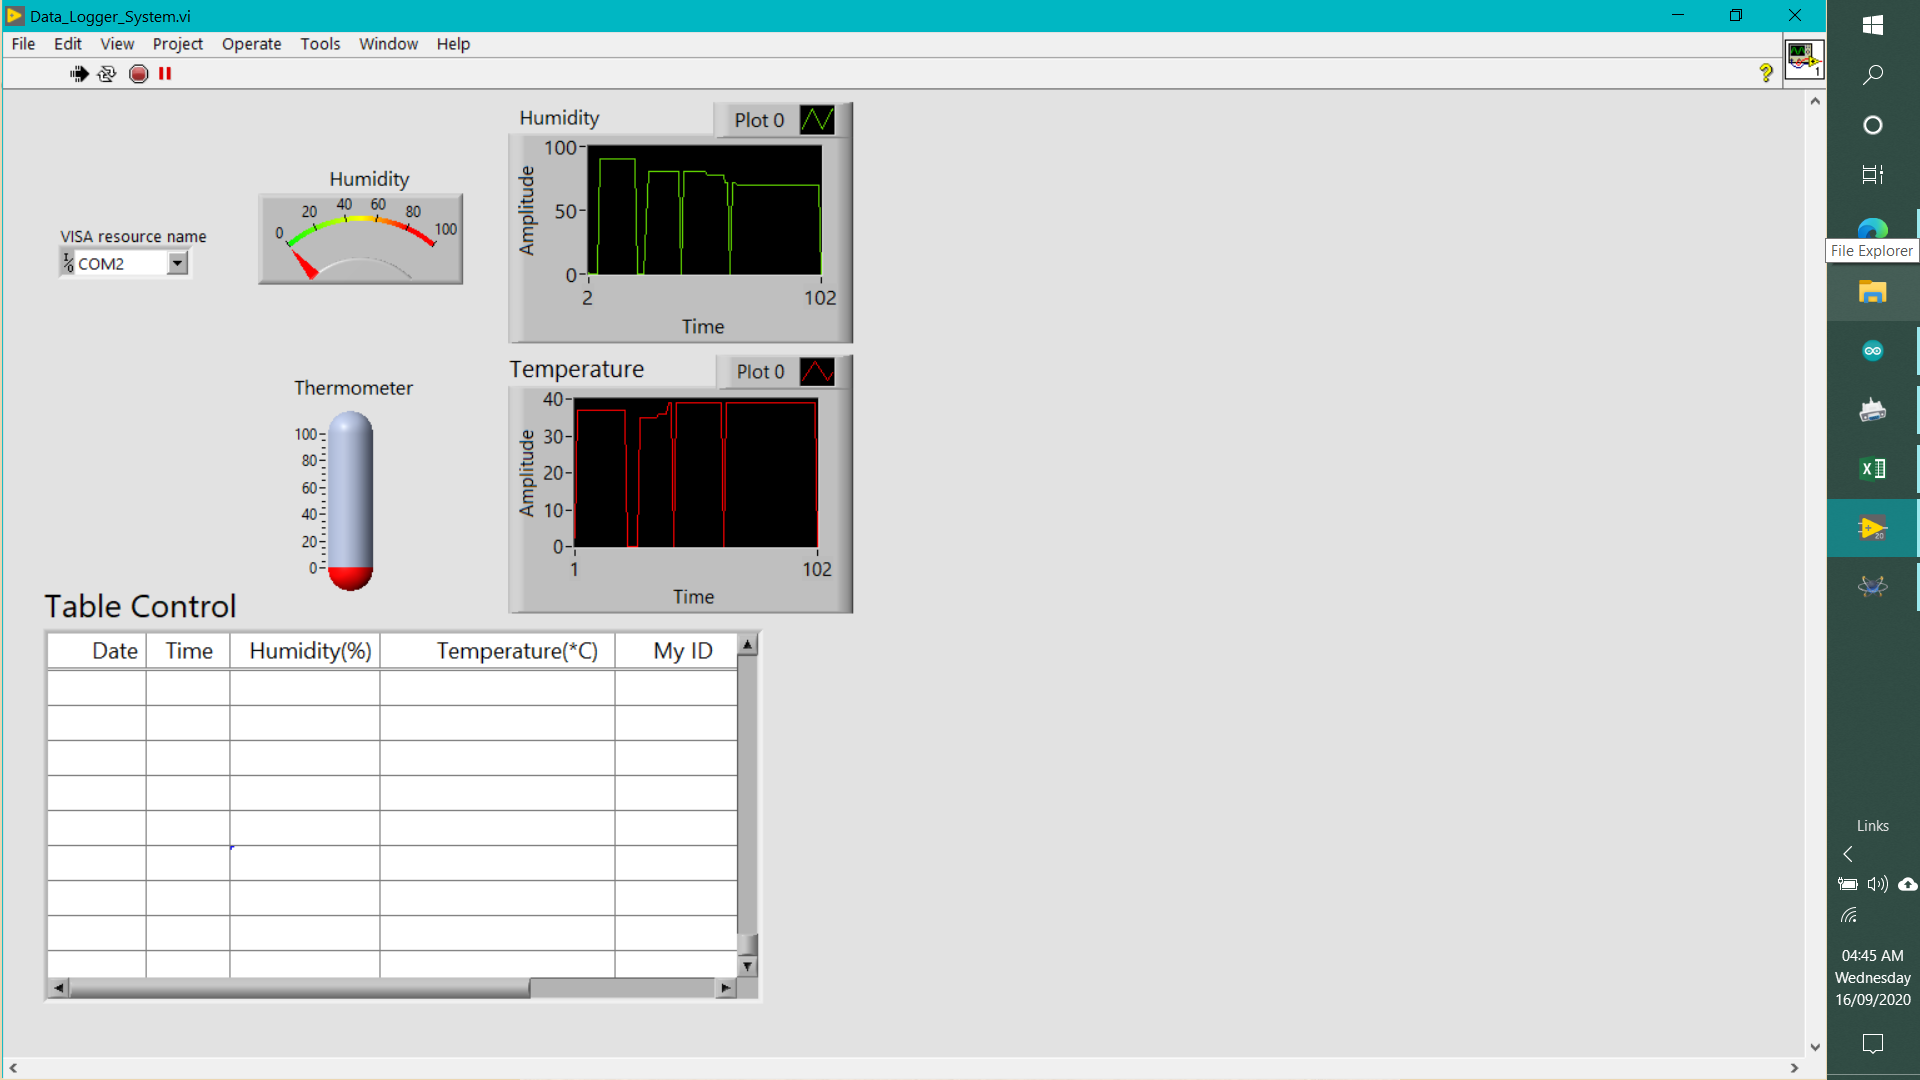 Data_Logger_System.vi
File Edit View Project Operate Tools Window Help
1
VISA resource name
I/O COM2
Humidity
0 20 40 60 80 100
Humidity
Plot 0
Amplitude
100
50
0
2 102
Time
Thermometer
100
80
60
40
20
0
Temperature
Plot 0
Amplitude
40
30
20
10
0
1 102
Time
Table Control
Date Time Humidity(%) Temperature(*C) My ID
File Explorer
20
Links
04:45 AM
Wednesday
16/09/2020